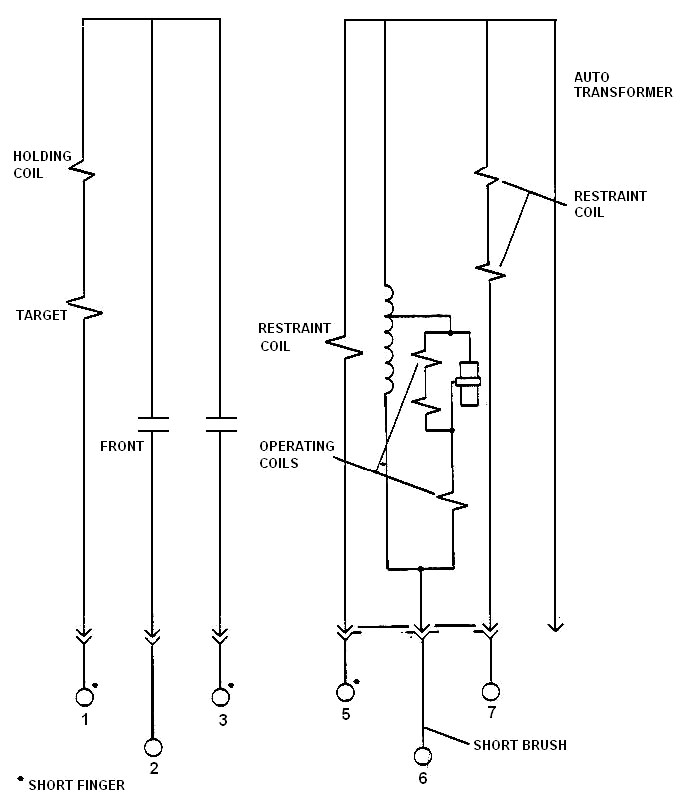 AUTO
TRANSFORMER
HOLDING
COIL
RESTRAINT
COIL
TARGET
RESTRAINT
COIL
FRONT
OPERATING
COILS
1
2
3
5
6
7
SHORT BRUSH
* SHORT FINGER